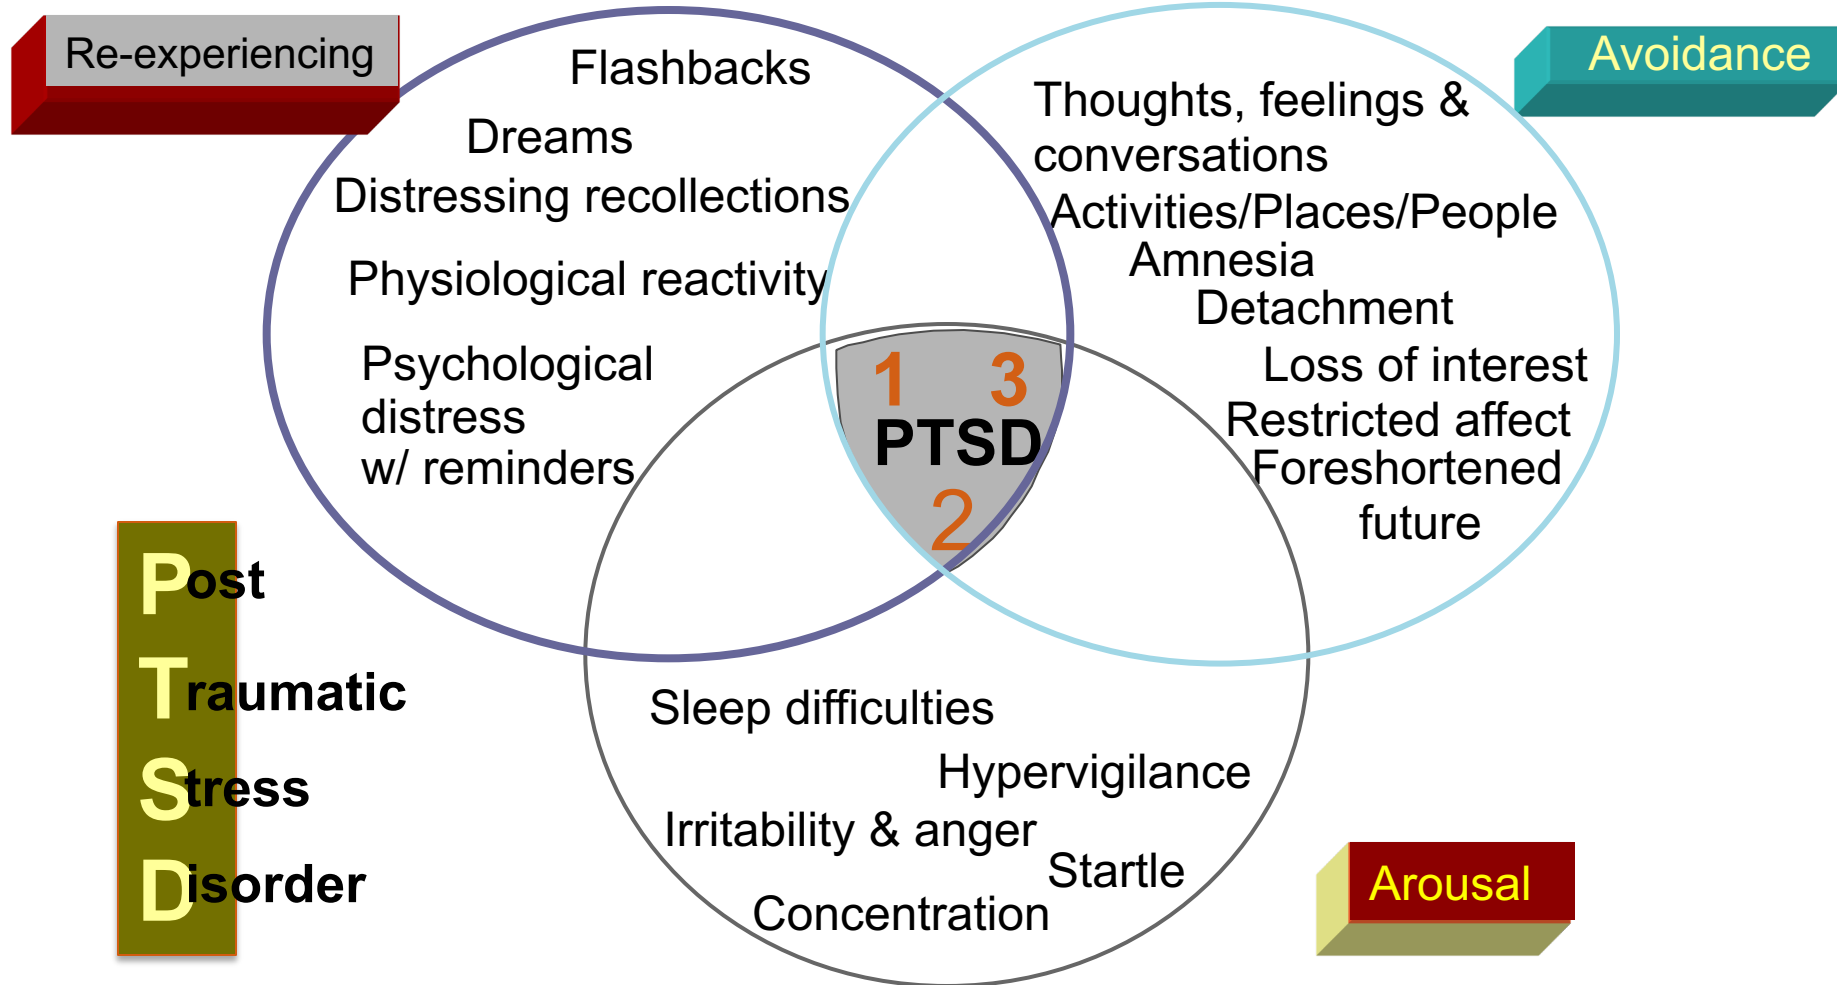 Re-experiencing
Flashbacks
Dreams
Distressing recollections
Physiological reactivity
Psychological
distress
w/ reminders
Avoidance
Thoughts, feelings &
conversations
Activities/Places/People
Amnesia
Detachment
Loss of interest
Restricted affect
Foreshortened
future
1 3
PTSD
2
Post
Traumatic
Stress
Disorder
Sleep difficulties
Hypervigilance
Irritability & anger
Startle
Concentration
Arousal